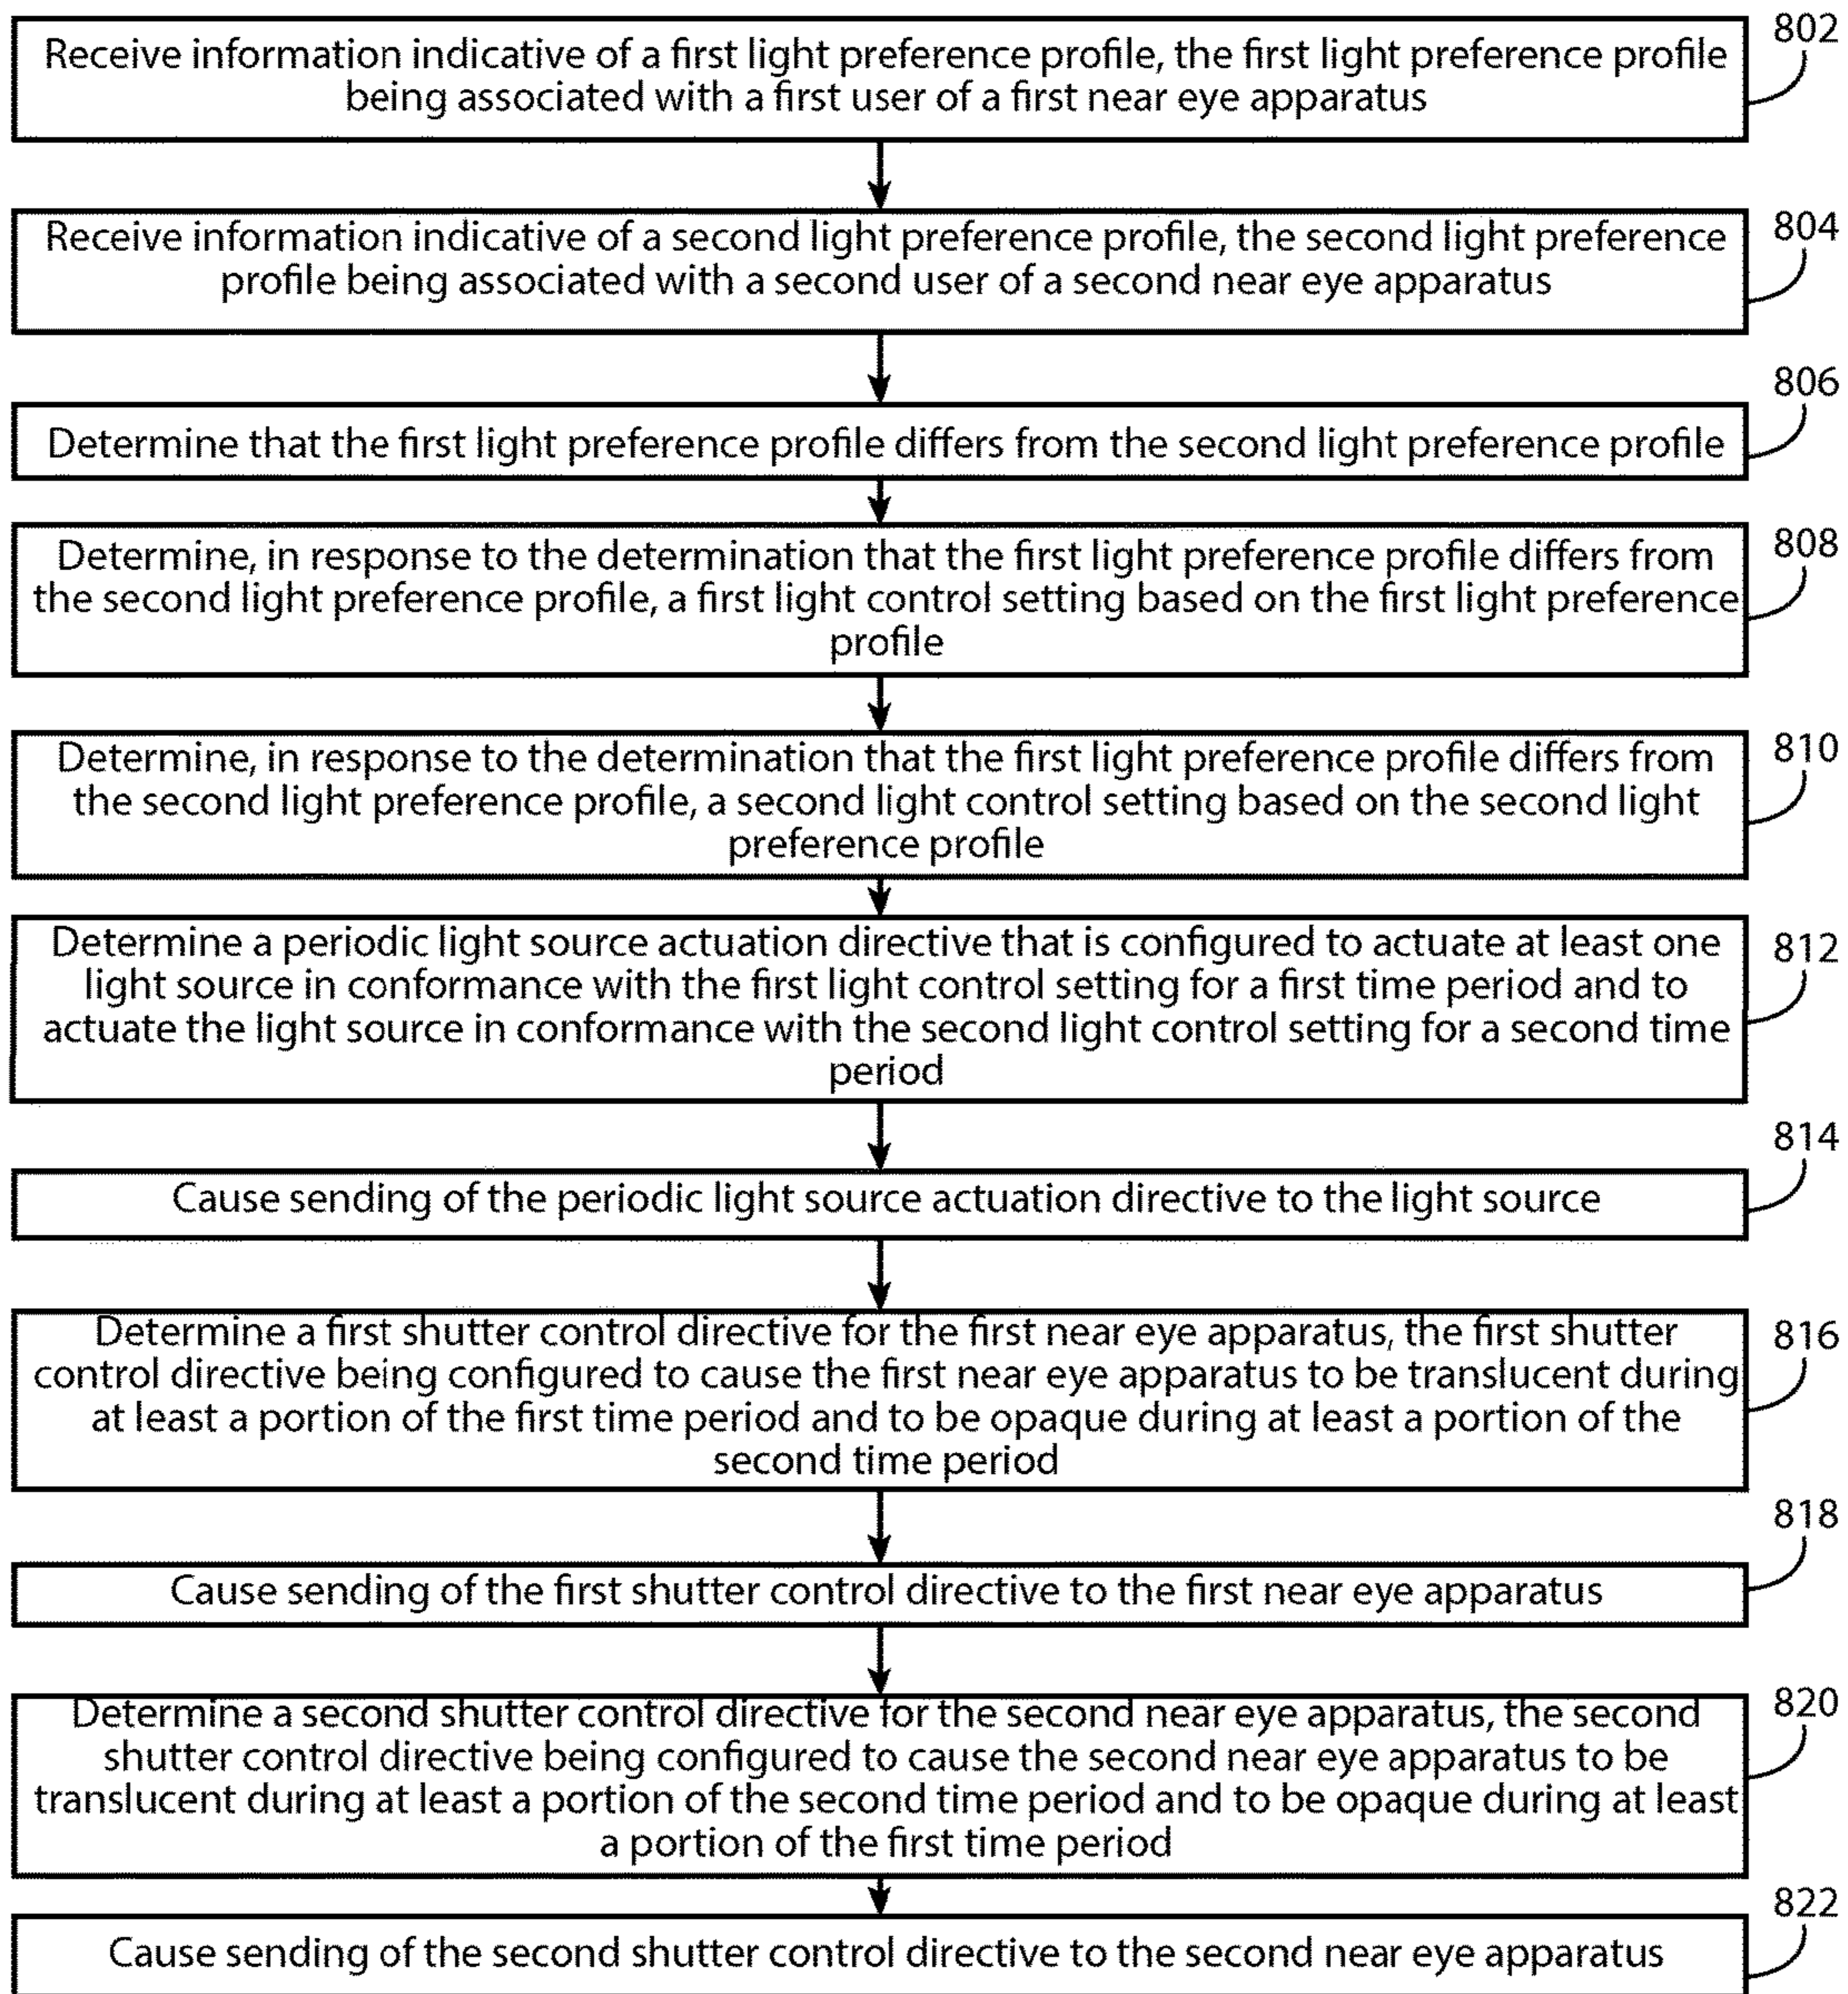 802
Receive information indicative of a first light preference profile, the first light preference profile
being associated with a first user of a first near eye apparatus
804
Receive information indicative of a second light preference profile, the second light preference
profile being associated with a second user of a second near eye apparatus
806
Determine that the first light preference profile differs from the second light preference profile
808
Determine, in response to the determination that the first light preference profile differs from
the second light preference profile, a first light control setting based on the first light preference
profile
810
Determine, in response to the determination that the first light preference profile differs from
the second light preference profile, a second light control setting based on the second light
preference profile
812
Determine a periodic light source actuation directive that is configured to actuate at least one
light source in conformance with the first light control setting for a first time period and to
actuate the light source in conformance with the second light control setting for a second time
period
814
Cause sending of the periodic light source actuation directive to the light source
816
Determine a first shutter control directive for the first near eye apparatus, the first shutter
control directive being configured to cause the first near eye apparatus to be translucent during
at least a portion of the first time period and to be opaque during at least a portion of the
second time period
818
Cause sending of the first shutter control directive to the first near eye apparatus
820
Determine a second shutter control directive for the second near eye apparatus, the second
shutter control directive being configured to cause the second near eye apparatus to be
translucent during at least a portion of the second time period and to be opaque during at least
a portion of the first time period
822
Cause sending of the second shutter control directive to the second near eye apparatus